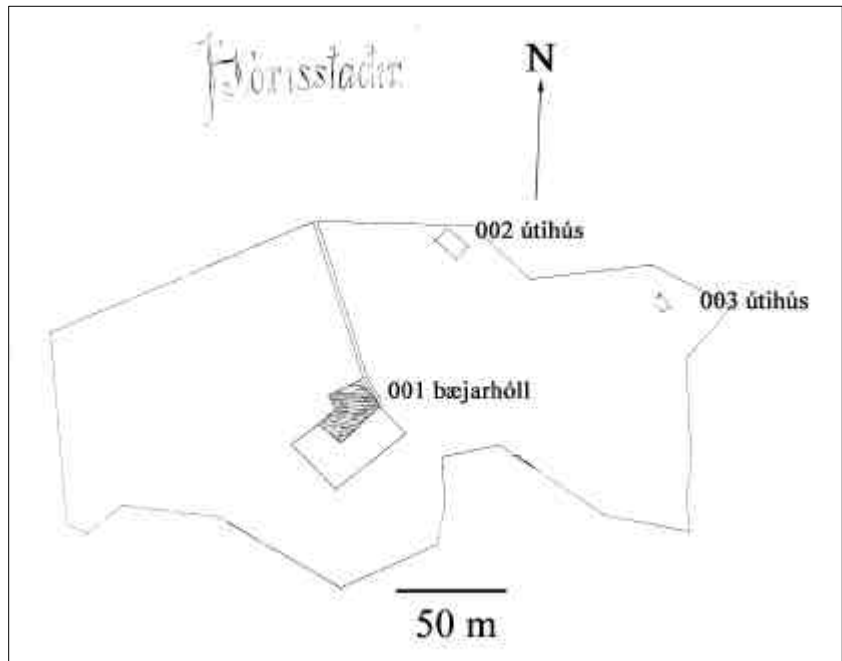 Þórisstaðir.
N
002 útihús
003 útihús
001 bæjarhóll
50 m